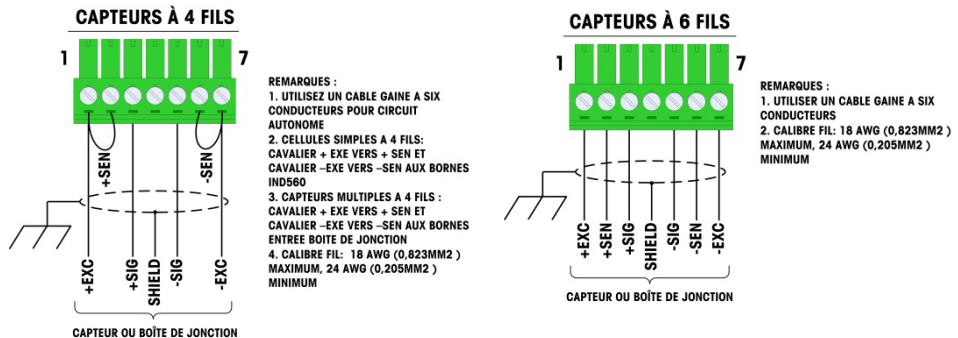 CAPTEURS À 4 FILS
1
7
+SEN
-SEN
+EXC
+SIG
SHIELD
-SIG
-EXC
CAPTEUR OU BOÎTE DE JONCTION
REMARQUES :
1. UTILISEZ UN CABLE GAINE A SIX
CONDUCTEURS POUR CIRCUIT
AUTONOME
2. CELLULES SIMPLES A 4 FILS:
CAVALIER + EXE VERS + SEN ET
CAVALIER –EXE VERS –SEN AUX BORNES
IND560
3. CAPTEURS MULTIPLES A 4 FILS :
CAVALIER + EXE VERS + SEN ET
CAVALIER –EXE VERS –SEN AUX BORNES
ENTREE BOITE DE JONCTION
4. CALIBRE FIL: 18 AWG (0,823MM2 )
MAXIMUM, 24 AWG (0,205MM2 )
MINIMUM
CAPTEURS À 6 FILS
1
7
+EXC
+SEN
+SIG
SHIELD
-SIG
-SEN
-EXC
CAPTEUR OU BOÎTE DE JONCTION
REMARQUES :
1. UTILISER UN CABLE GAINE A SIX
CONDUCTEURS
2. CALIBRE FIL: 18 AWG (0,823MM2 )
MAXIMUM, 24 AWG (0,205MM2 )
MINIMUM